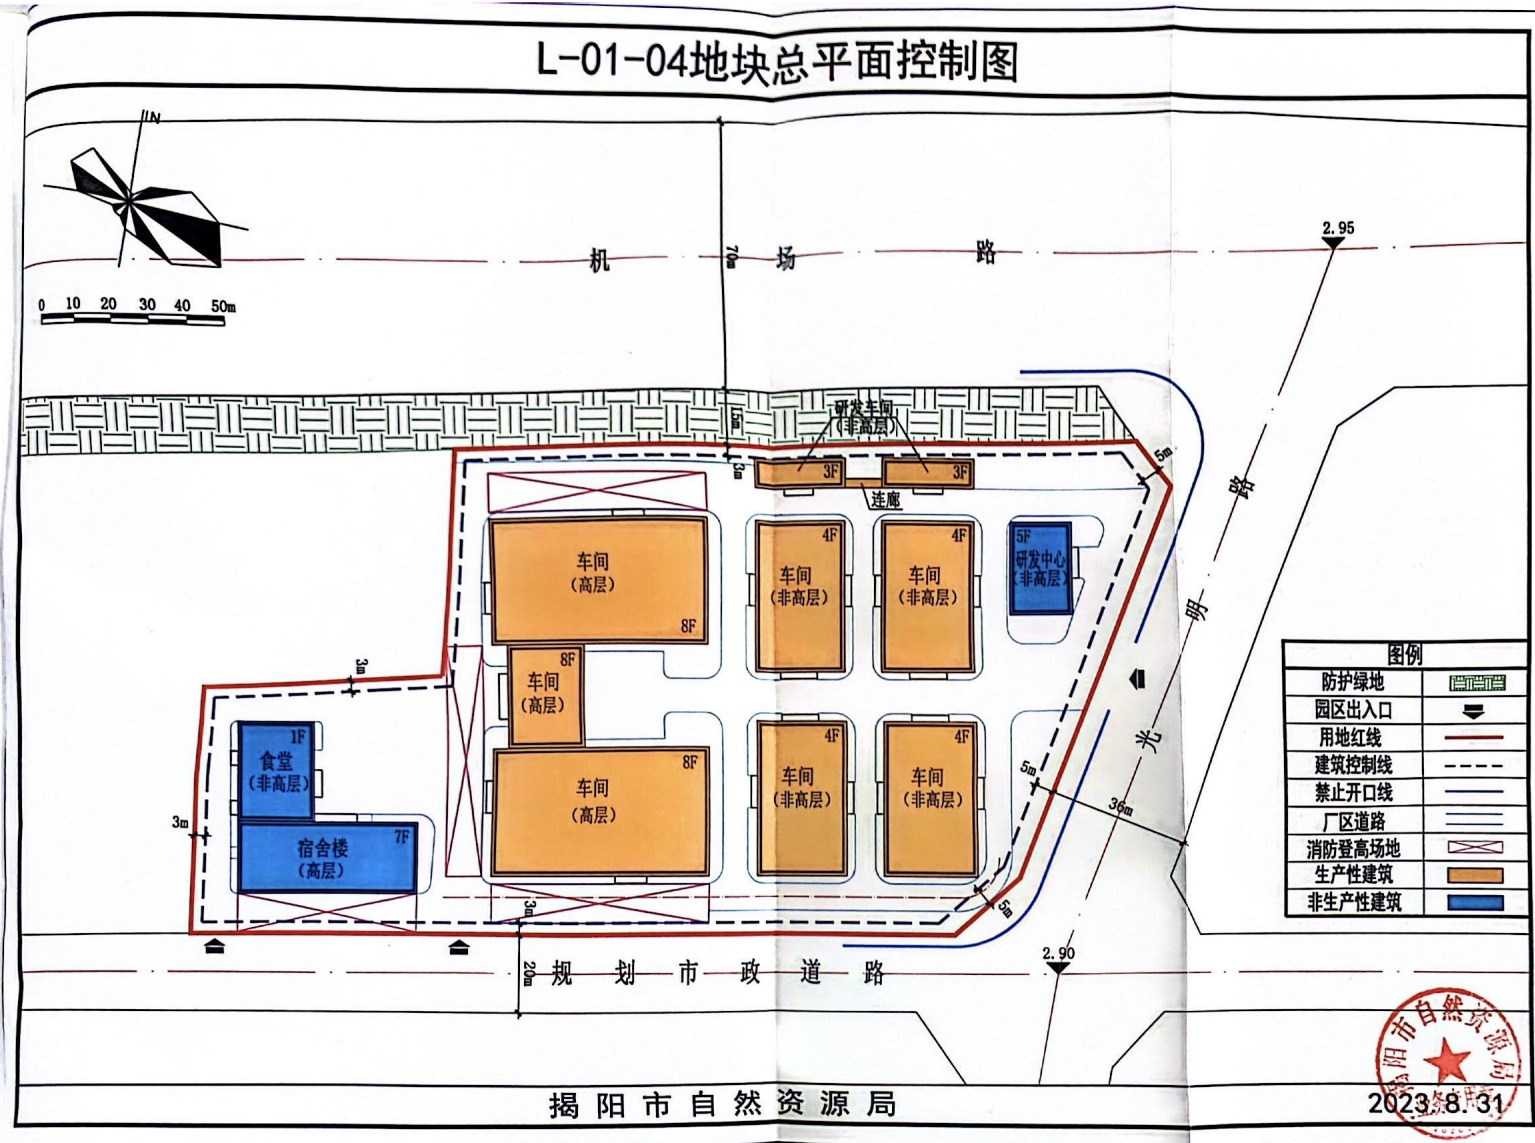 L-01-04地块总平面控制图
N
0 10 20 30 40 50m
机场路
70m
2.95
15m
研发车间
(非高层)
3m
3F
3F
连廊
5m
路
明
光
车间
(高层)
8F
4F
车间
(非高层)
4F
车间
(非高层)
5F
研发中心
(非高层)
8F
车间
(高层)
3m
1F
食堂
(非高层)
3m
7F
宿舍楼
(高层)
8F
车间
(高层)
4F
车间
(非高层)
4F
车间
(非高层)
5m
36m
3m
5m
图例
防护绿地
园区出入口
用地红线
建筑控制线
禁止开口线
厂区道路
消防登高场地
生产性建筑
非生产性建筑
20m
规划市政道路
2.90
揭阳市自然资源局
揭阳市自然资源局
2023.8.31